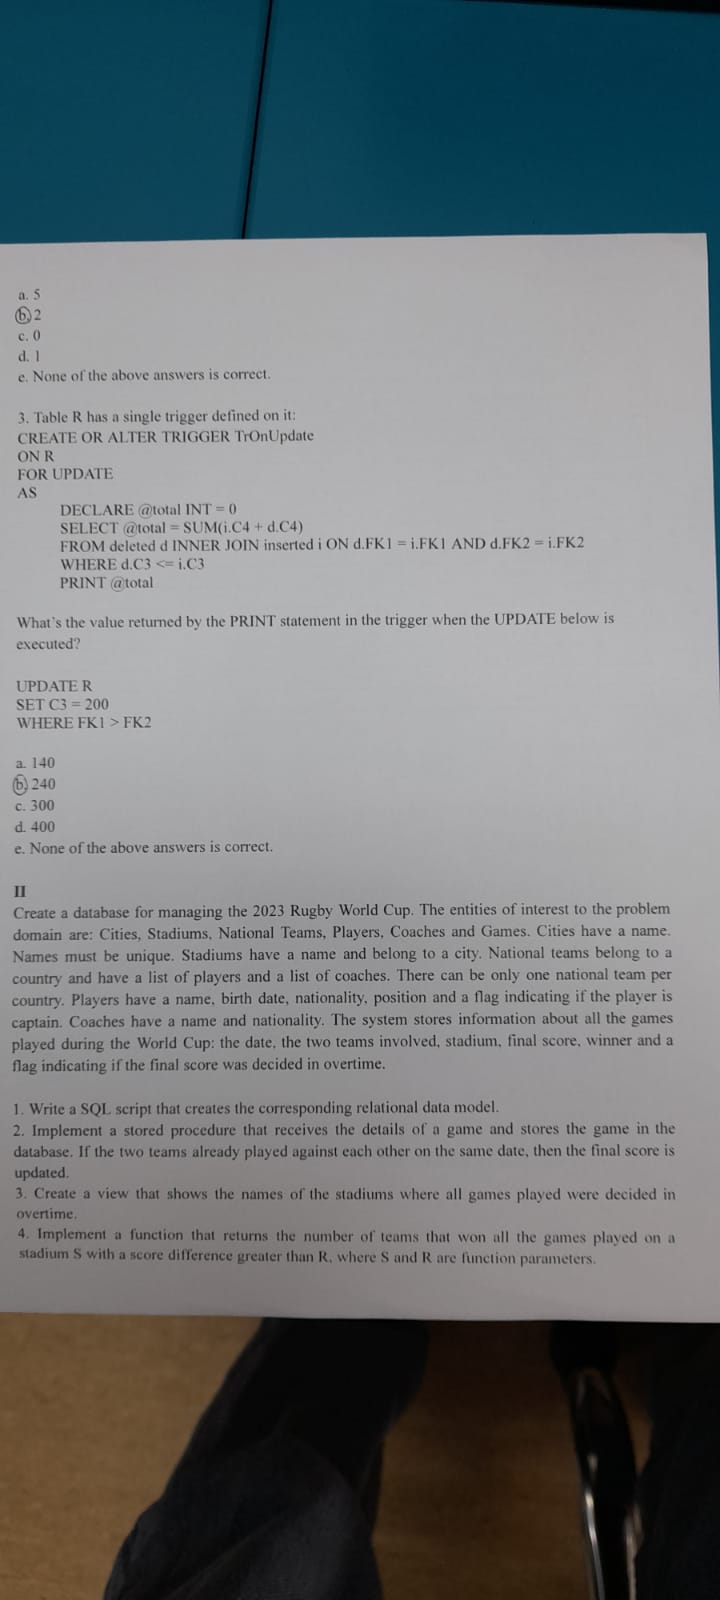 a. 5
b. 2
c. 0
d. 1
e. None of the above answers is correct.
3. Table R has a single trigger defined on it:
CREATE OR ALTER TRIGGER TrOnUpdate
ON R
FOR UPDATE
AS
DECLARE @total INT = 0
SELECT @total = SUM(i.C4 + d.C4)
FROM deleted d INNER JOIN inserted i ON d.FK1 = i.FK1 AND d.FK2 = i.FK2
WHERE d.C3 <= i.C3
PRINT @total
What's the value returned by the PRINT statement in the trigger when the UPDATE below is
executed?
UPDATE R
SET C3 = 200
WHERE FK1 > FK2
a. 140
b. 240
c. 300
d. 400
e. None of the above answers is correct.
II
Create a database for managing the 2023 Rugby World Cup. The entities of interest to the problem
domain are: Cities, Stadiums, National Teams, Players, Coaches and Games. Cities have a name.
Names must be unique. Stadiums have a name and belong to a city. National teams belong to a
country and have a list of players and a list of coaches. There can be only one national team per
country. Players have a name, birth date, nationality, position and a flag indicating if the player is
captain. Coaches have a name and nationality. The system stores information about all the games
played during the World Cup: the date, the two teams involved, stadium, final score, winner and a
flag indicating if the final score was decided in overtime.
1. Write a SQL script that creates the corresponding relational data model.
2. Implement a stored procedure that receives the details of a game and stores the game in the
database. If the two teams already played against each other on the same date, then the final score is
updated.
3. Create a view that shows the names of the stadiums where all games played were decided in
overtime.
4. Implement a function that returns the number of teams that won all the games played on a
stadium S with a score difference greater than R, where S and R are function parameters.